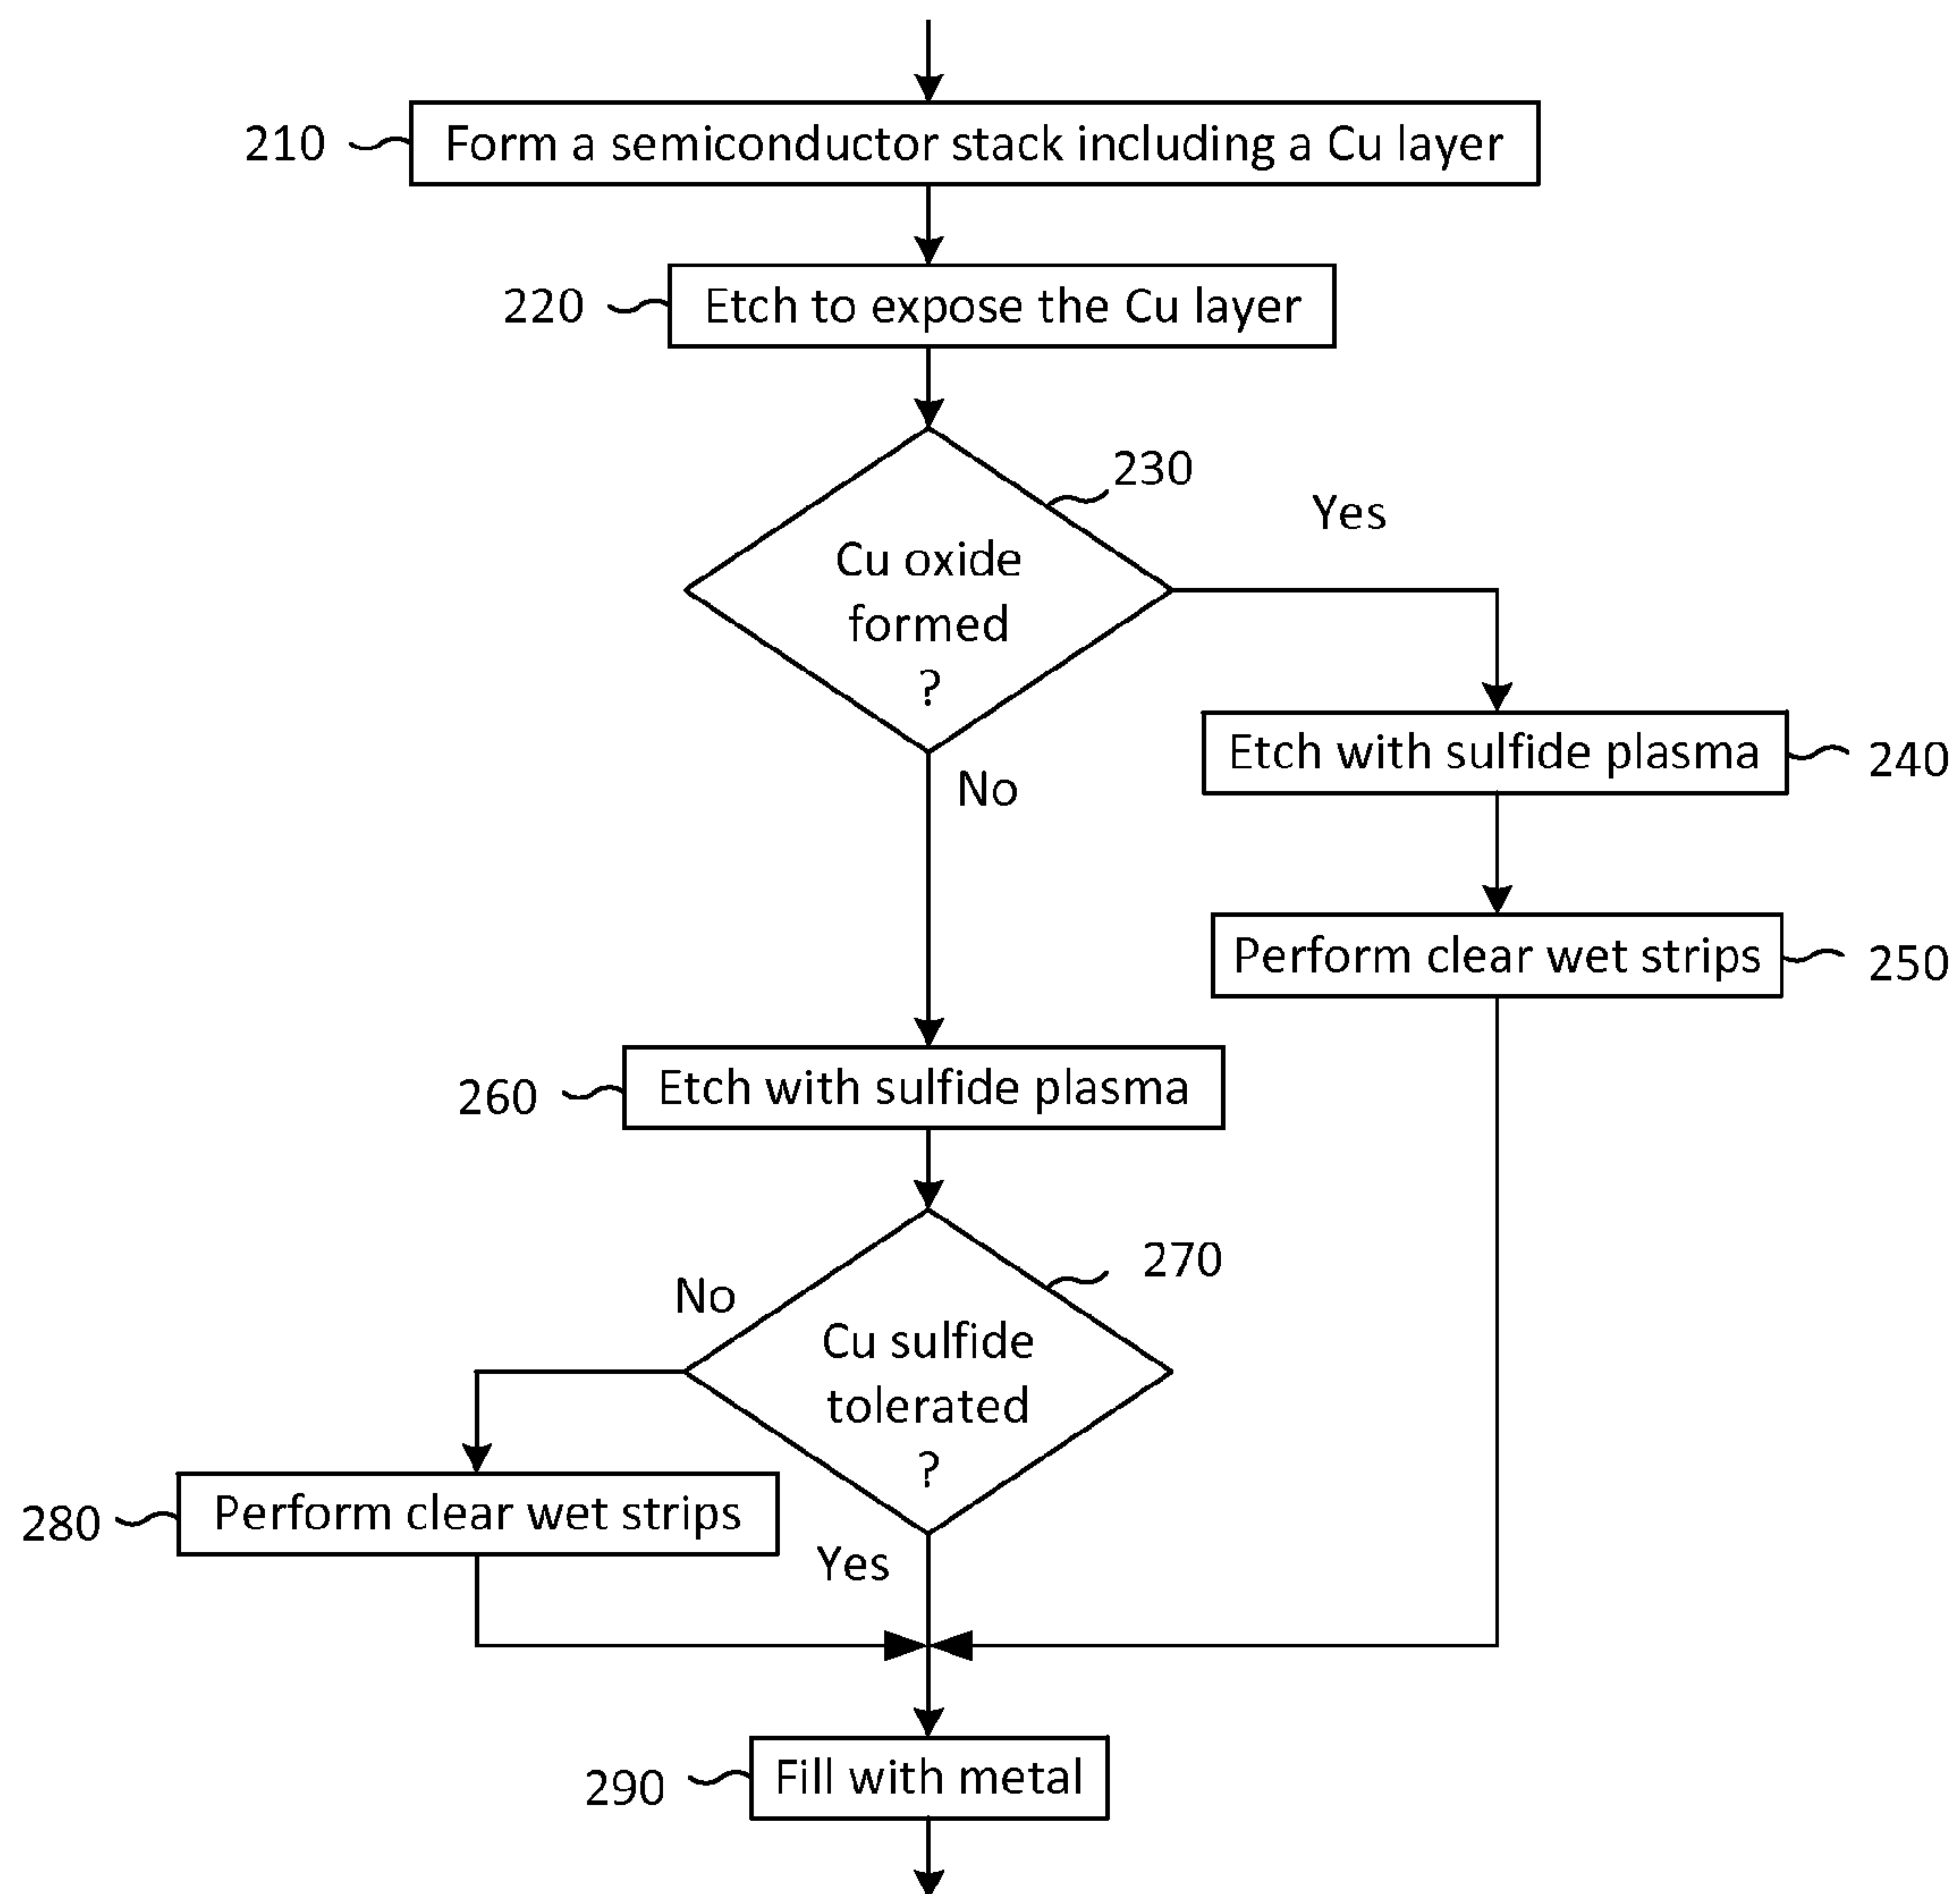 210
Form a semiconductor stack including a Cu layer
220
Etch to expose the Cu layer
230
Yes
Cu oxide
formed
?
Etch with sulfide plasma
240
No
Perform clear wet strips
250
260
Etch with sulfide plasma
270
No
Cu sulfide
tolerated
?
280
Perform clear wet strips
Yes
290
Fill with metal